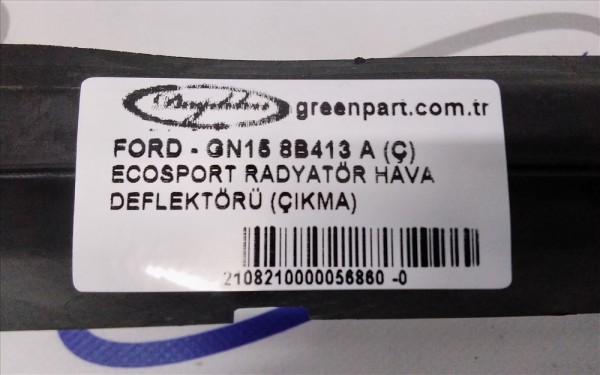 greenpart.com.tr
FORD - GN15 8B413 A (Ç)
ECOSPORT RADYATÖR HAVA
DEFLEKTÖRÜ (ÇIKMA)
2108210000056860 -0